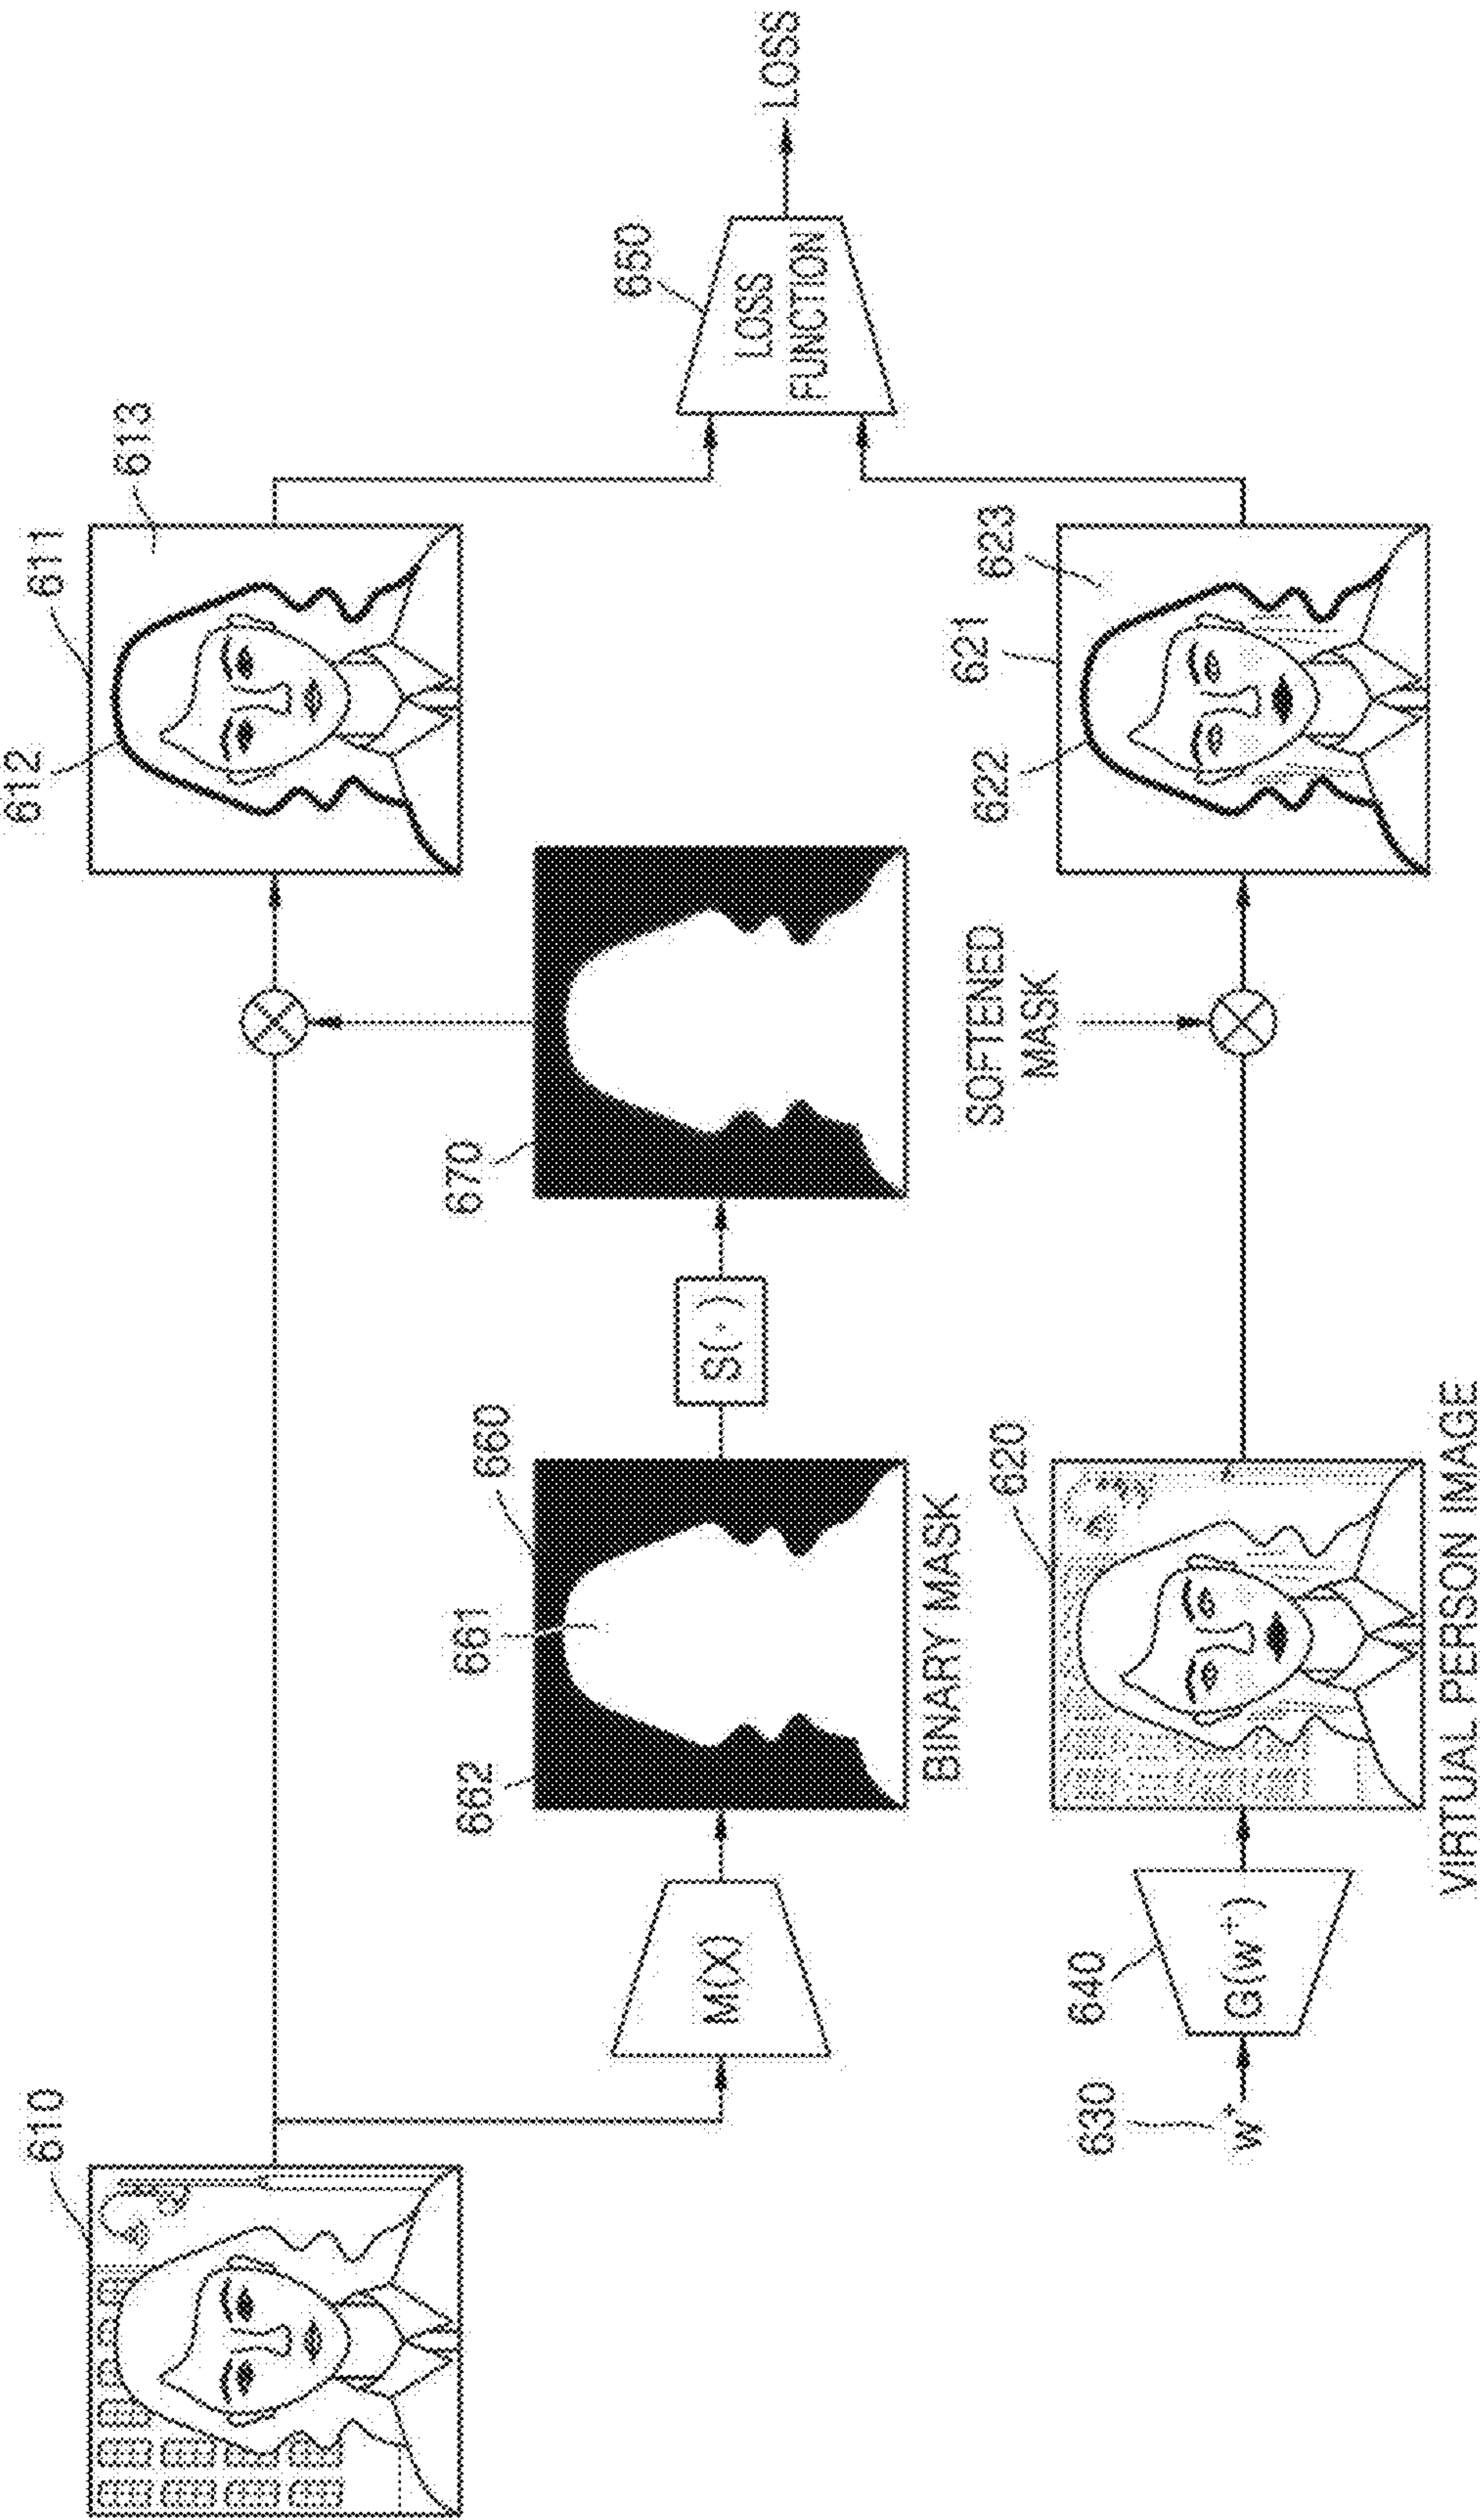 610
M(X)
662
661
660
BINARY MASK
S(·)
670
SOFTENED
MASK
612
611
613
630
w+
640
G(w+)
620
VIRTUAL PERSON IMAGE
622
621
623
650
LOSS
FUNCTION
LOSS